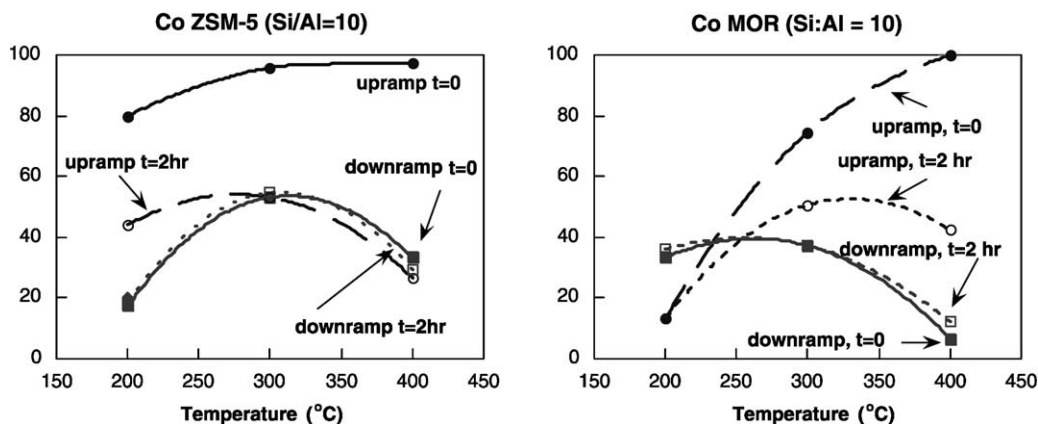 Co ZSM-5 (Si/Al=10)
100
80
60
40
20
0
upramp t=0
upramp t=2hr
downramp t=0
downramp t=2hr
50 100 150 200 250 300 350 400 450
Temperature (°C)
Co MOR (Si:Al = 10)
100
80
60
40
20
0
upramp, t=0
upramp, t=2 hr
downramp, t=2 hr
downramp, t=0
150 200 250 300 350 400 450
Temperature (°C)